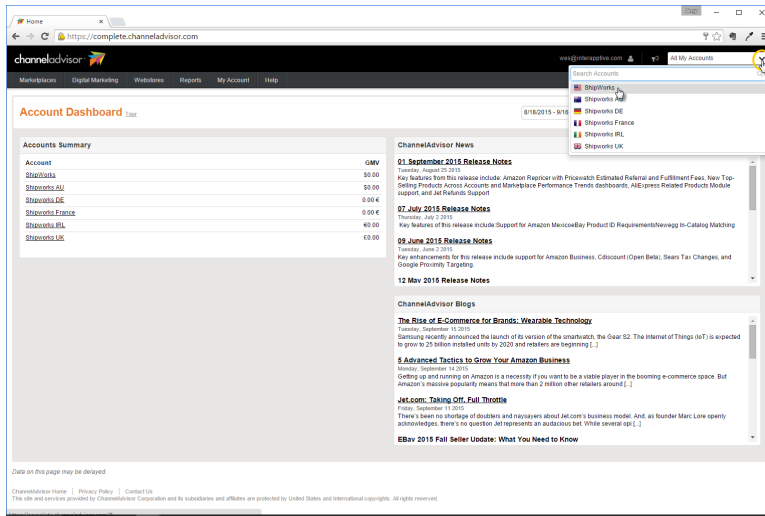 Home
https://complete.channeladvisor.com
channeladvisor
wes@interapptive.com
All My Accounts
Marketplaces Digital Marketing Webstores Reports My Account Help
Search Accounts
ShipWorks
Shipworks AU
Shipworks DE
Shipworks France
Shipworks IRL
Shipworks UK
Account Dashboard Tour
8/18/2015 - 9/16
Accounts Summary
Account GMV
ShipWorks $0.00
Shipworks AU $0.00
Shipworks DE 0.00 €
Shipworks France 0.00 €
Shipworks IRL €0.00
Shipworks UK £0.00
ChannelAdvisor News
01 September 2015 Release Notes
Tuesday, August 25 2015
Key features from this release include: Amazon Repricer with Pricewatch Estimated Referral and Fulfillment Fees, New Top-
Selling Products Across Accounts and Marketplace Performance Trends dashboards, AliExpress Related Products Module
support, and Jet Refunds Support
07 July 2015 Release Notes
Thursday, July 2 2015
Key features of this release include:Support for Amazon MexicoeBay Product ID RequirementsNewegg In-Catalog Matching
09 June 2015 Release Notes
Tuesday, June 2 2015
Key enhancements for this release include support for Amazon Business, Cdiscount (Open Beta), Sears Tax Changes, and
Google Proximity Targeting.
12 May 2015 Release Notes
ChannelAdvisor Blogs
The Rise of E-Commerce for Brands: Wearable Technology
Tuesday, September 15 2015
Samsung recently announced the launch of its version of the smartwatch, the Gear S2. The Internet of Things (IoT) is expected
to grow to 25 billion installed units by 2020 and retailers are beginning [...]
5 Advanced Tactics to Grow Your Amazon Business
Monday, September 14 2015
Getting up and running on Amazon is a necessity if you want to be a viable player in the booming e-commerce space. But
Amazon's massive popularity means that more than 2 million other retailers around [...]
Jet.com: Taking Off, Full Throttle
Friday, September 11 2015
There's been no shortage of doubters and naysayers about Jet.com's business model. And, as founder Marc Lore openly
acknowledges, there's no question Jet represents an audacious bet. While several opi [...]
EBay 2015 Fall Seller Update: What You Need to Know
Data on this page may be delayed.
ChannelAdvisor Home | Privacy Policy | Contact Us
This site and services provided by ChannelAdvisor Corporation and its subsidiaries and affiliates are protected by United States and International copyrights. All rights reserved.